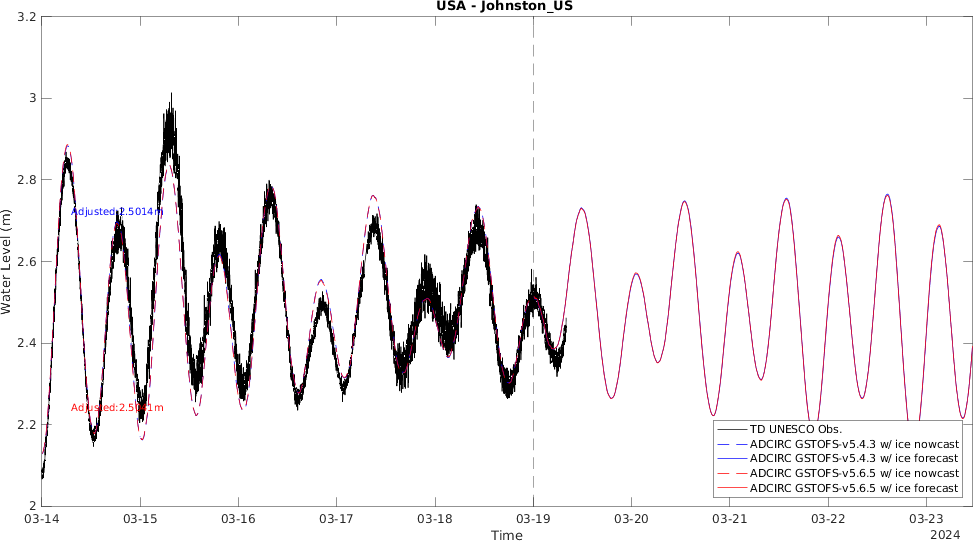 USA - Johnston_US
3.2
3
2.8
2.6
2.4
2.2
2
Water Level (m)
Adjusted:2.5014m
Adjusted:2.5041m
TD UNESCO Obs.
ADCIRC GSTOFS-v5.4.3 w/ ice nowcast
ADCIRC GSTOFS-v5.4.3 w/ ice forecast
ADCIRC GSTOFS-v5.6.5 w/ ice nowcast
ADCIRC GSTOFS-v5.6.5 w/ ice forecast
03-14 03-15 03-16 03-17 03-18 03-19 03-20 03-21 03-22 03-23
Time
2024